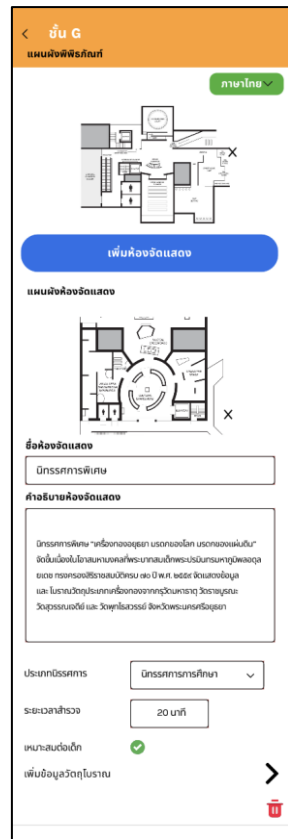 ชั้น G
แผนผังพิพิธภัณฑ์
ภาษาไทย
X
เพิ่มห้องจัดแสดง
แผนผังห้องจัดแสดง
X
ชื่อห้องจัดแสดง
นิทรรศการพิเศษ
คำอธิบายห้องจัดแสดง
นิทรรศการพิเศษ "เครื่องทองอยุธยา มรดกของโลก มรดกของแผ่นดิน"
จัดขึ้นเนื่องในโอกาสมหามงคลที่พระบาทสมเด็จพระปรมินทรมหาภูมิพลอดุล
ยเดช ทรงครองสิริราชสมบัติครบ ๗๐ ปี พ.ศ. ๒๕๕๙ จัดแสดงข้อมูล
และ โบราณวัตถุประเภทเครื่องทองจากกรุวัดมหาธาตุ วัดราชบูรณะ
วัดสุวรรณเจดีย์ และ วัดพุทไธสวรรย์ จังหวัดพระนครศรีอยุธยา
ประเภทนิรรศการ
นิทรรศการการศึกษา
ระยะเวลาสำรวจ
20 นาที
เหมาะสมต่อเด็ก
เพิ่มข้อมูลวัตถุโบราณ